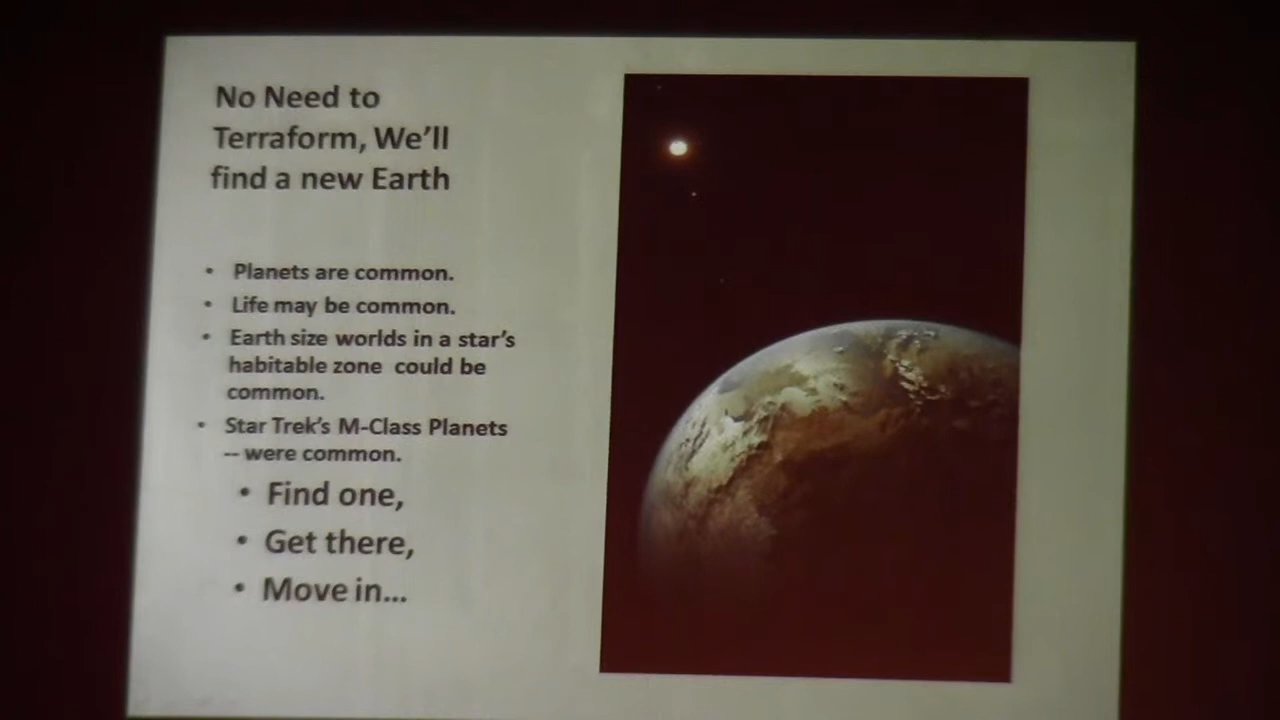 No Need to
Terraform, We'll
find a new Earth
• Planets are common.
• Life may be common.
• Earth size worlds in a star's
habitable zone could be
common.
• Star Trek's M-Class Planets
-- were common.
• Find one,
• Get there,
• Move in...